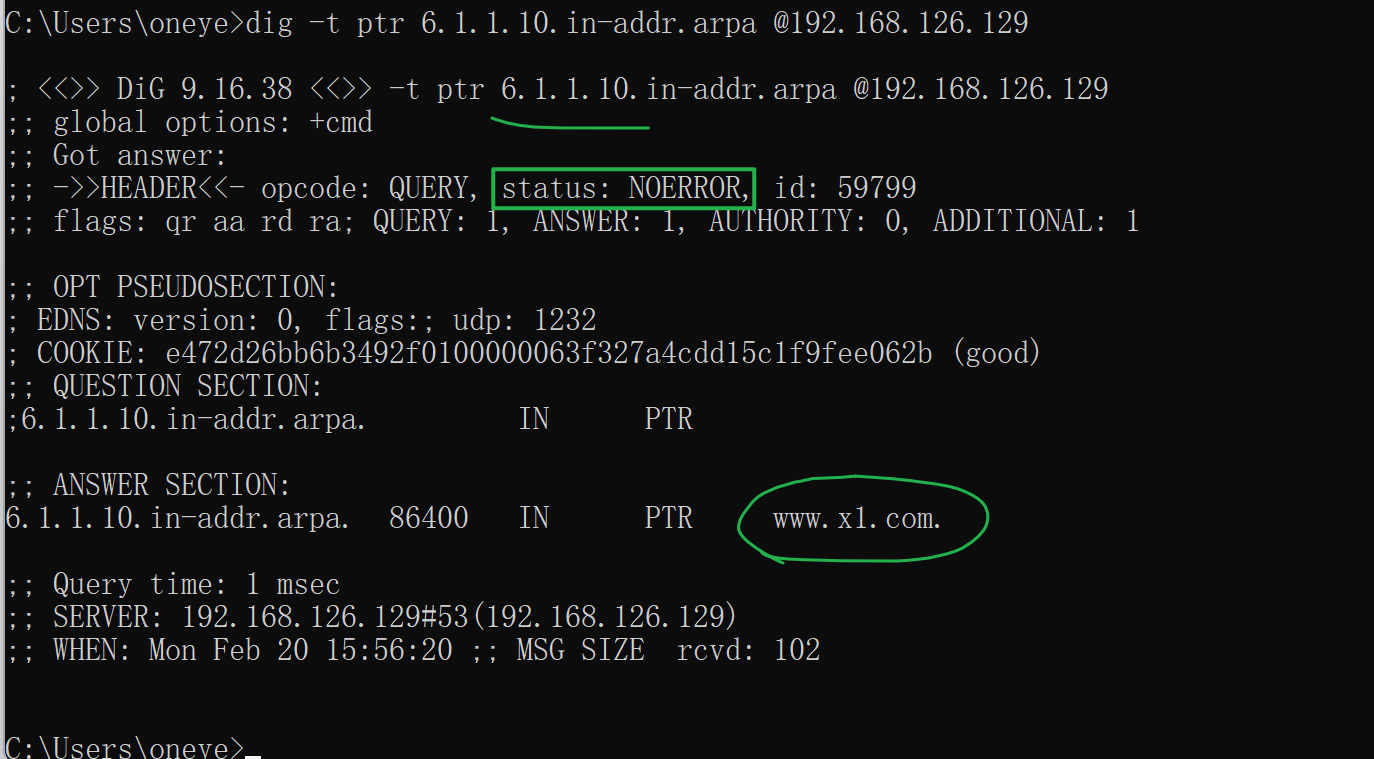 C:\Users\oneye>dig -t ptr 6.1.1.10.in-addr.arpa @192.168.126.129
; <<>> DiG 9.16.38 <<>> -t ptr 6.1.1.10.in-addr.arpa @192.168.126.129
;; global options: +cmd
;; Got answer:
;; ->>HEADER<<- opcode: QUERY, status: NOERROR, id: 59799
;; flags: qr aa rd ra; QUERY: 1, ANSWER: 1, AUTHORITY: 0, ADDITIONAL: 1
;; OPT PSEUDOSECTION:
; EDNS: version: 0, flags:; udp: 1232
; COOKIE: e472d26bb6b3492f0100000063f327a4cdd15c1f9fee062b (good)
;; QUESTION SECTION:
;6.1.1.10.in-addr.arpa. IN PTR
;; ANSWER SECTION:
6.1.1.10.in-addr.arpa. 86400 IN PTR www.x1.com.
;; Query time: 1 msec
;; SERVER: 192.168.126.129#53(192.168.126.129)
;; WHEN: Mon Feb 20 15:56:20 ;; MSG SIZE rcvd: 102
C:\Users\oneye>